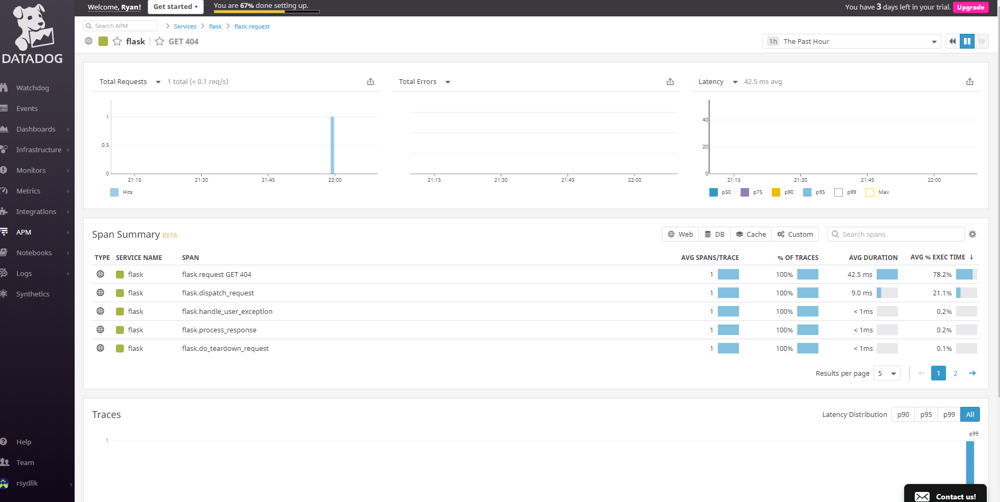 DATADOG
Welcome, Ryan!
Get started
You are 67% done setting up.
You have 3 days left in your trial.
Upgrade
Search APM
Services
flask
flask.request
flask
GET 404
1h The Past Hour
Watchdog
Events
Dashboards
Infrastructure
Monitors
Metrics
Integrations
APM
Notebooks
Logs
Synthetics
Help
Team
rsydlik
Total Requests 1 total (< 0.1 req/s)
1
0.5
0
21:15 21:30 21:45 22:00
Hits
Total Errors
21:15 21:30 21:45 22:00
Latency 42.5 ms avg
40
20
0
21:15 21:30 21:45 22:00
p50 p75 p90 p95 p99 Max
Span Summary BETA
Web DB Cache Custom
Search spans
TYPE SERVICE NAME SPAN AVG SPANS/TRACE % OF TRACES AVG DURATION AVG % EXEC TIME ↓
flask flask.request GET 404 1 100% 42.5 ms 78.2%
flask flask.dispatch_request 1 100% 9.0 ms 21.1%
flask flask.handle_user_exception 1 100% < 1ms 0.2%
flask flask.process_response 1 100% < 1ms 0.2%
flask flask.do_teardown_request 1 100% < 1ms 0.1%
Results per page 5 ← 1 2 →
Traces
Latency Distribution p90 p95 p99 All
p99
1
Contact us!